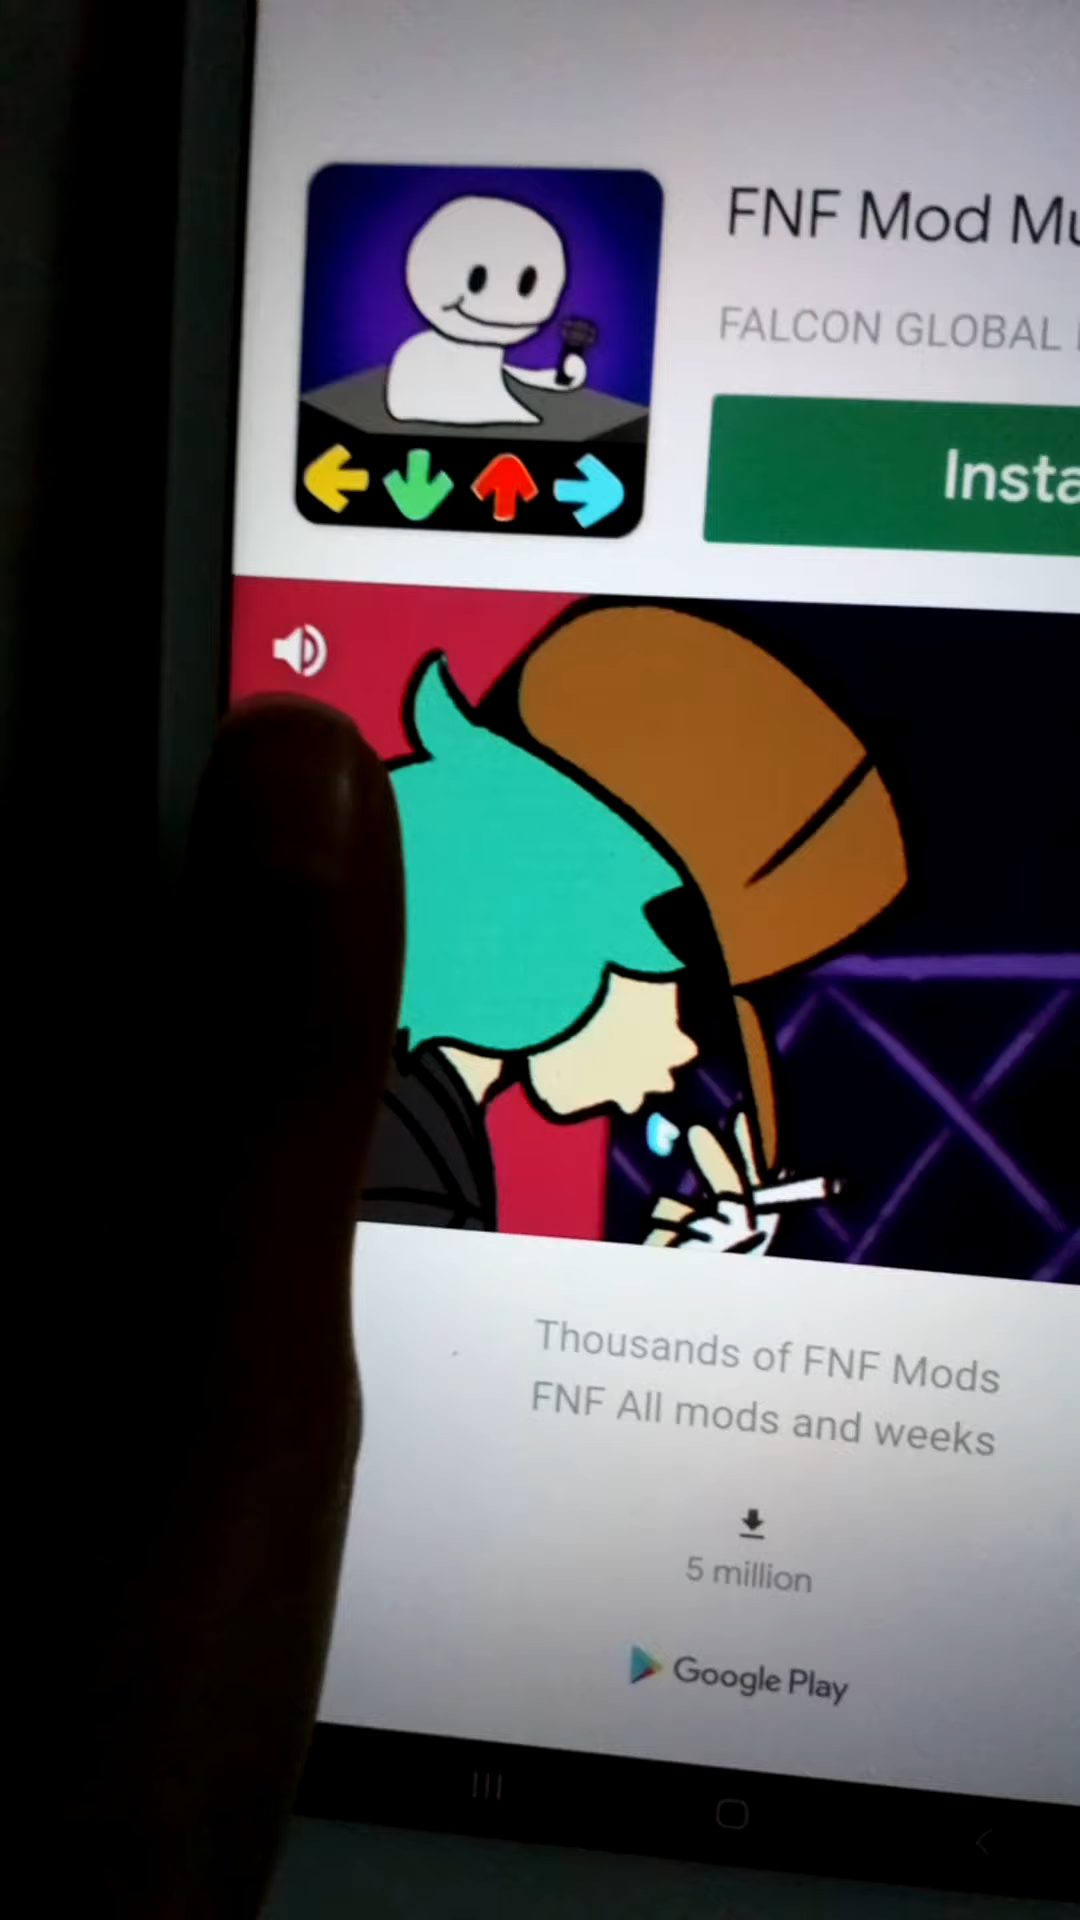 FNF Mod Mu
FALCON GLOBAL
Insta
Thousands of FNF Mods
FNF All mods and weeks
5 million
Google Play